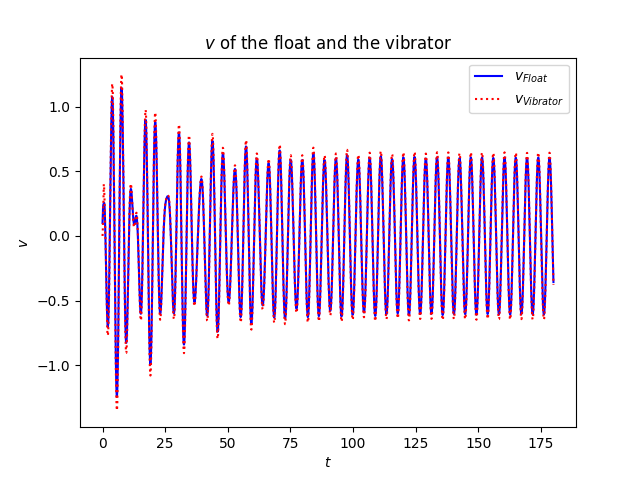 v of the float and the vibrator
v_Float
v_Vibrator
1.0
0.5
0.0
−0.5
−1.0
v
0 25 50 75 100 125 150 175
t